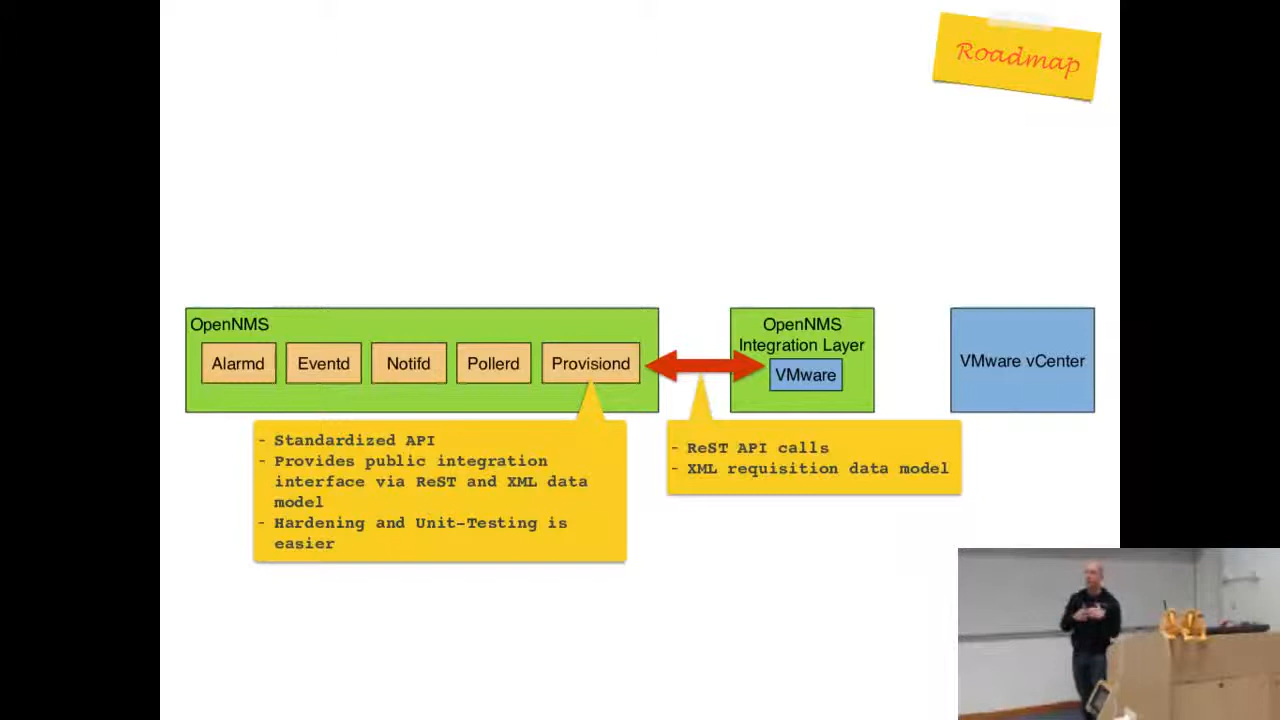 Roadmap
OpenNMS
Alarmd
Eventd
Notifd
Pollerd
Provisiond
OpenNMS
Integration Layer
VMware
VMware vCenter
- Standardized API
- Provides public integration
interface via ReST and XML data
model
- Hardening and Unit-Testing is
easier
- ReST API calls
- XML requisition data model